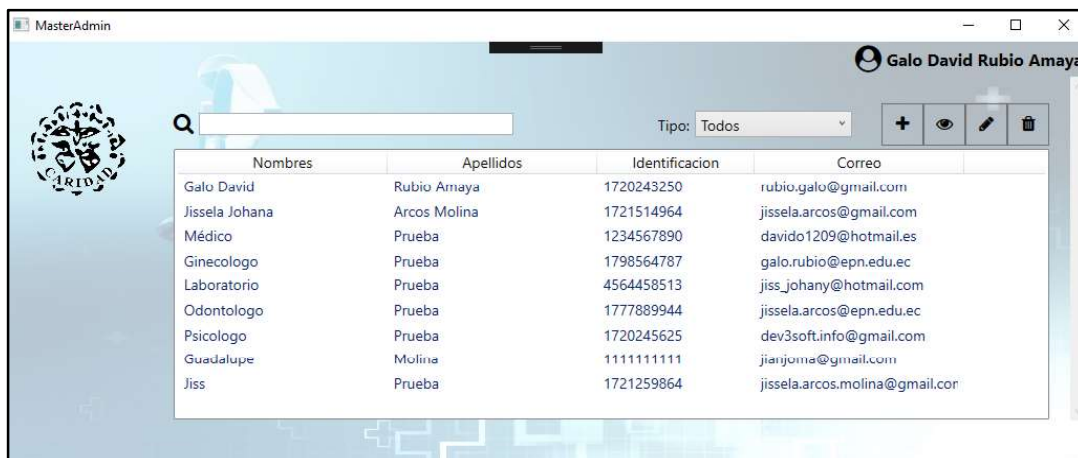 MasterAdmin
Galo David Rubio Amaya
CARIDAD
Tipo: Todos
Nombres Apellidos Identificacion Correo
Galo David Rubio Amaya 1720243250 rubio.galo@gmail.com
Jissela Johana Arcos Molina 1721514964 jissela.arcos@gmail.com
Médico Prueba 1234567890 davido1209@hotmail.es
Ginecologo Prueba 1798564787 galo.rubio@epn.edu.ec
Laboratorio Prueba 4564458513 jiss_johany@hotmail.com
Odontologo Prueba 1777889944 jissela.arcos@epn.edu.ec
Psicologo Prueba 1720245625 dev3soft.info@gmail.com
Guadalupe Molina 1111111111 jianjoma@gmail.com
Jiss Prueba 1721259864 jissela.arcos.molina@gmail.cor